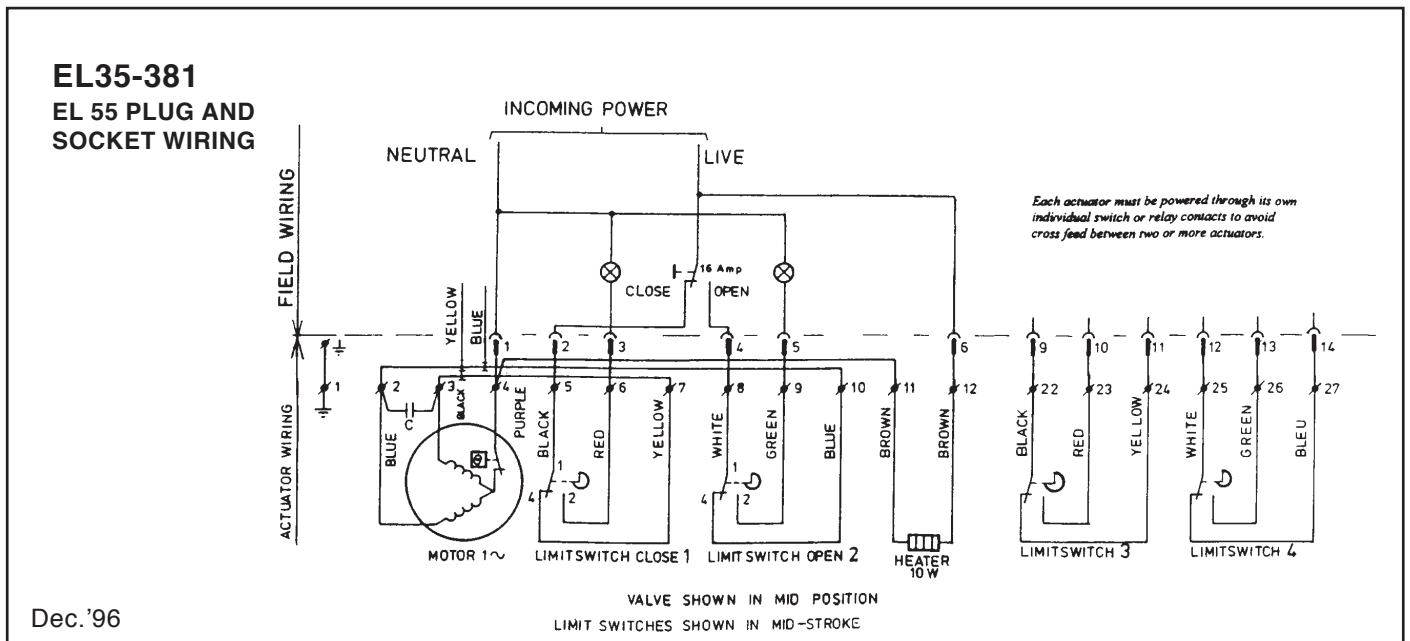 EL35-381
EL 55 PLUG AND
SOCKET WIRING
INCOMING POWER
NEUTRAL
LIVE
FIELD WIRING
Each actuator must be powered through its own
individual switch or relay contacts to avoid
cross feed between two or more actuators.
16 Amp
CLOSE
OPEN
YELLOW
BLUE
1
2
3
4
5
6
9
10
11
12
13
14
1
2
3
4
5
6
7
8
9
10
11
12
22
23
24
25
26
27
ACTUATOR WIRING
C
BLUE
BLACK
PURPLE
BLACK
RED
YELLOW
WHITE
GREEN
BLUE
BROWN
BROWN
BLACK
RED
YELLOW
WHITE
GREEN
BLEU
θ
1
4
2
1
4
2
MOTOR 1~
LIMITSWITCH CLOSE 1
LIMITSWITCH OPEN 2
HEATER
10 W
LIMITSWITCH 3
LIMITSWITCH 4
VALVE SHOWN IN MID POSITION
LIMIT SWITCHES SHOWN IN MID-STROKE
Dec.'96